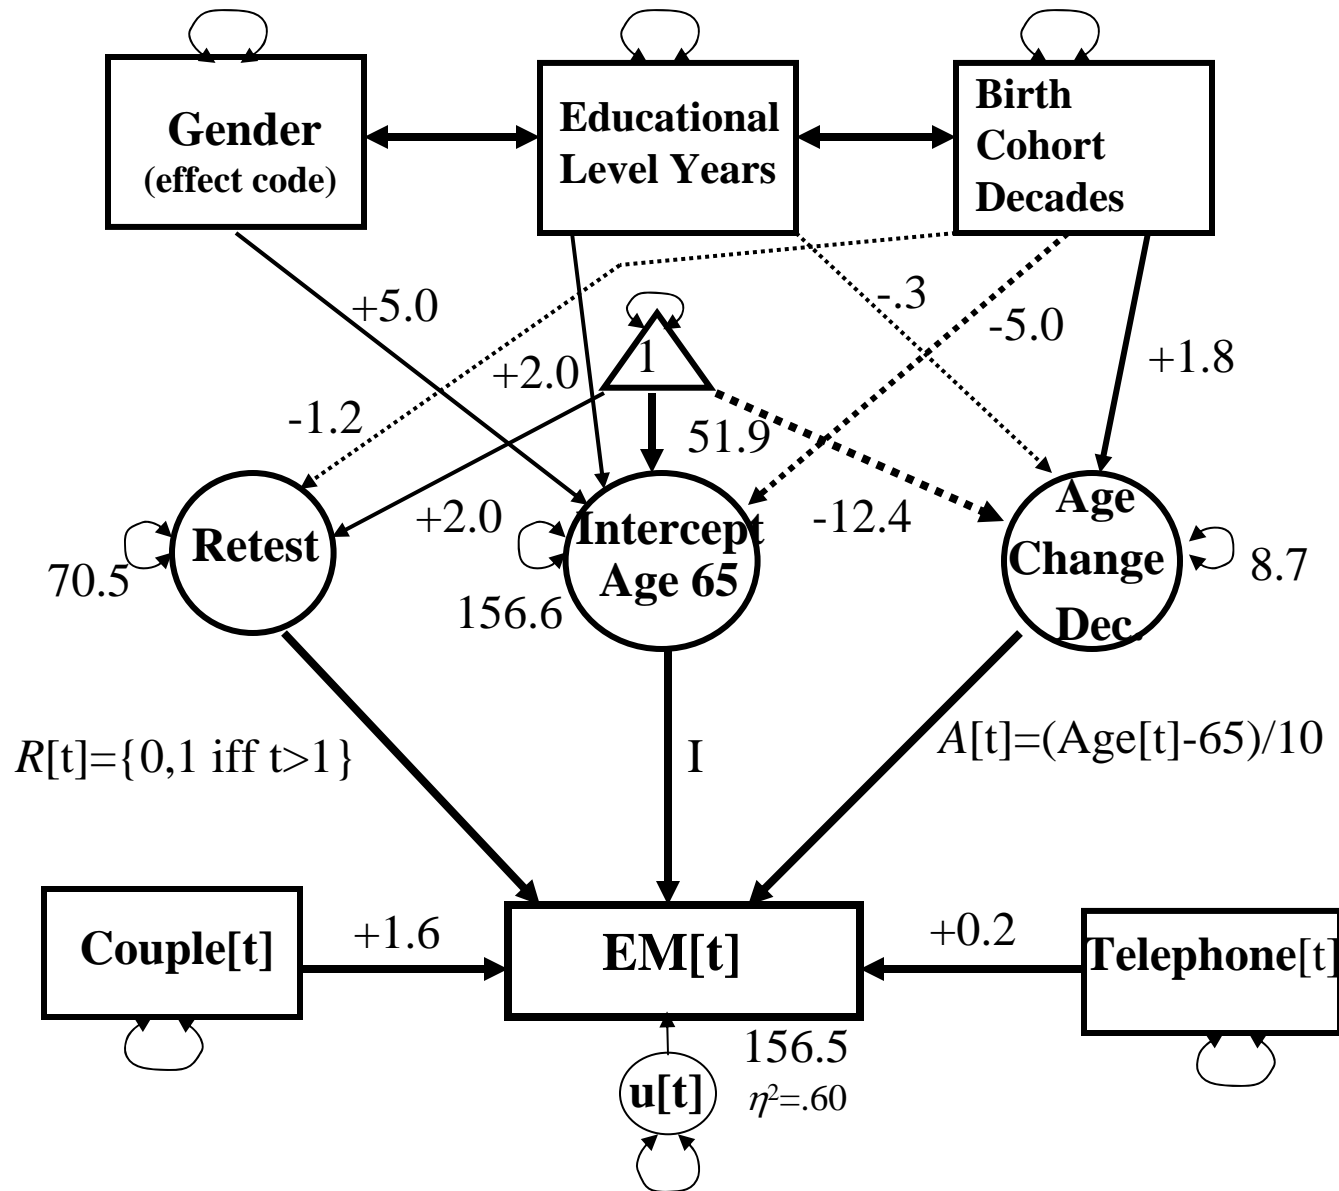 Gender
(effect code)
Educational
Level Years
Birth
Cohort
Decades
+5.0
-.3
-5.0
+2.0
1
+1.8
-1.2
51.9
+2.0
-12.4
Retest
70.5
Intercept
Age 65
156.6
Age
Change
Dec.
8.7
R[t]={0,1 iff t>1}
I
A[t]=(Age[t]-65)/10
Couple[t]
+1.6
EM[t]
+0.2
Telephone[t]
156.5
η²=.60
u[t]